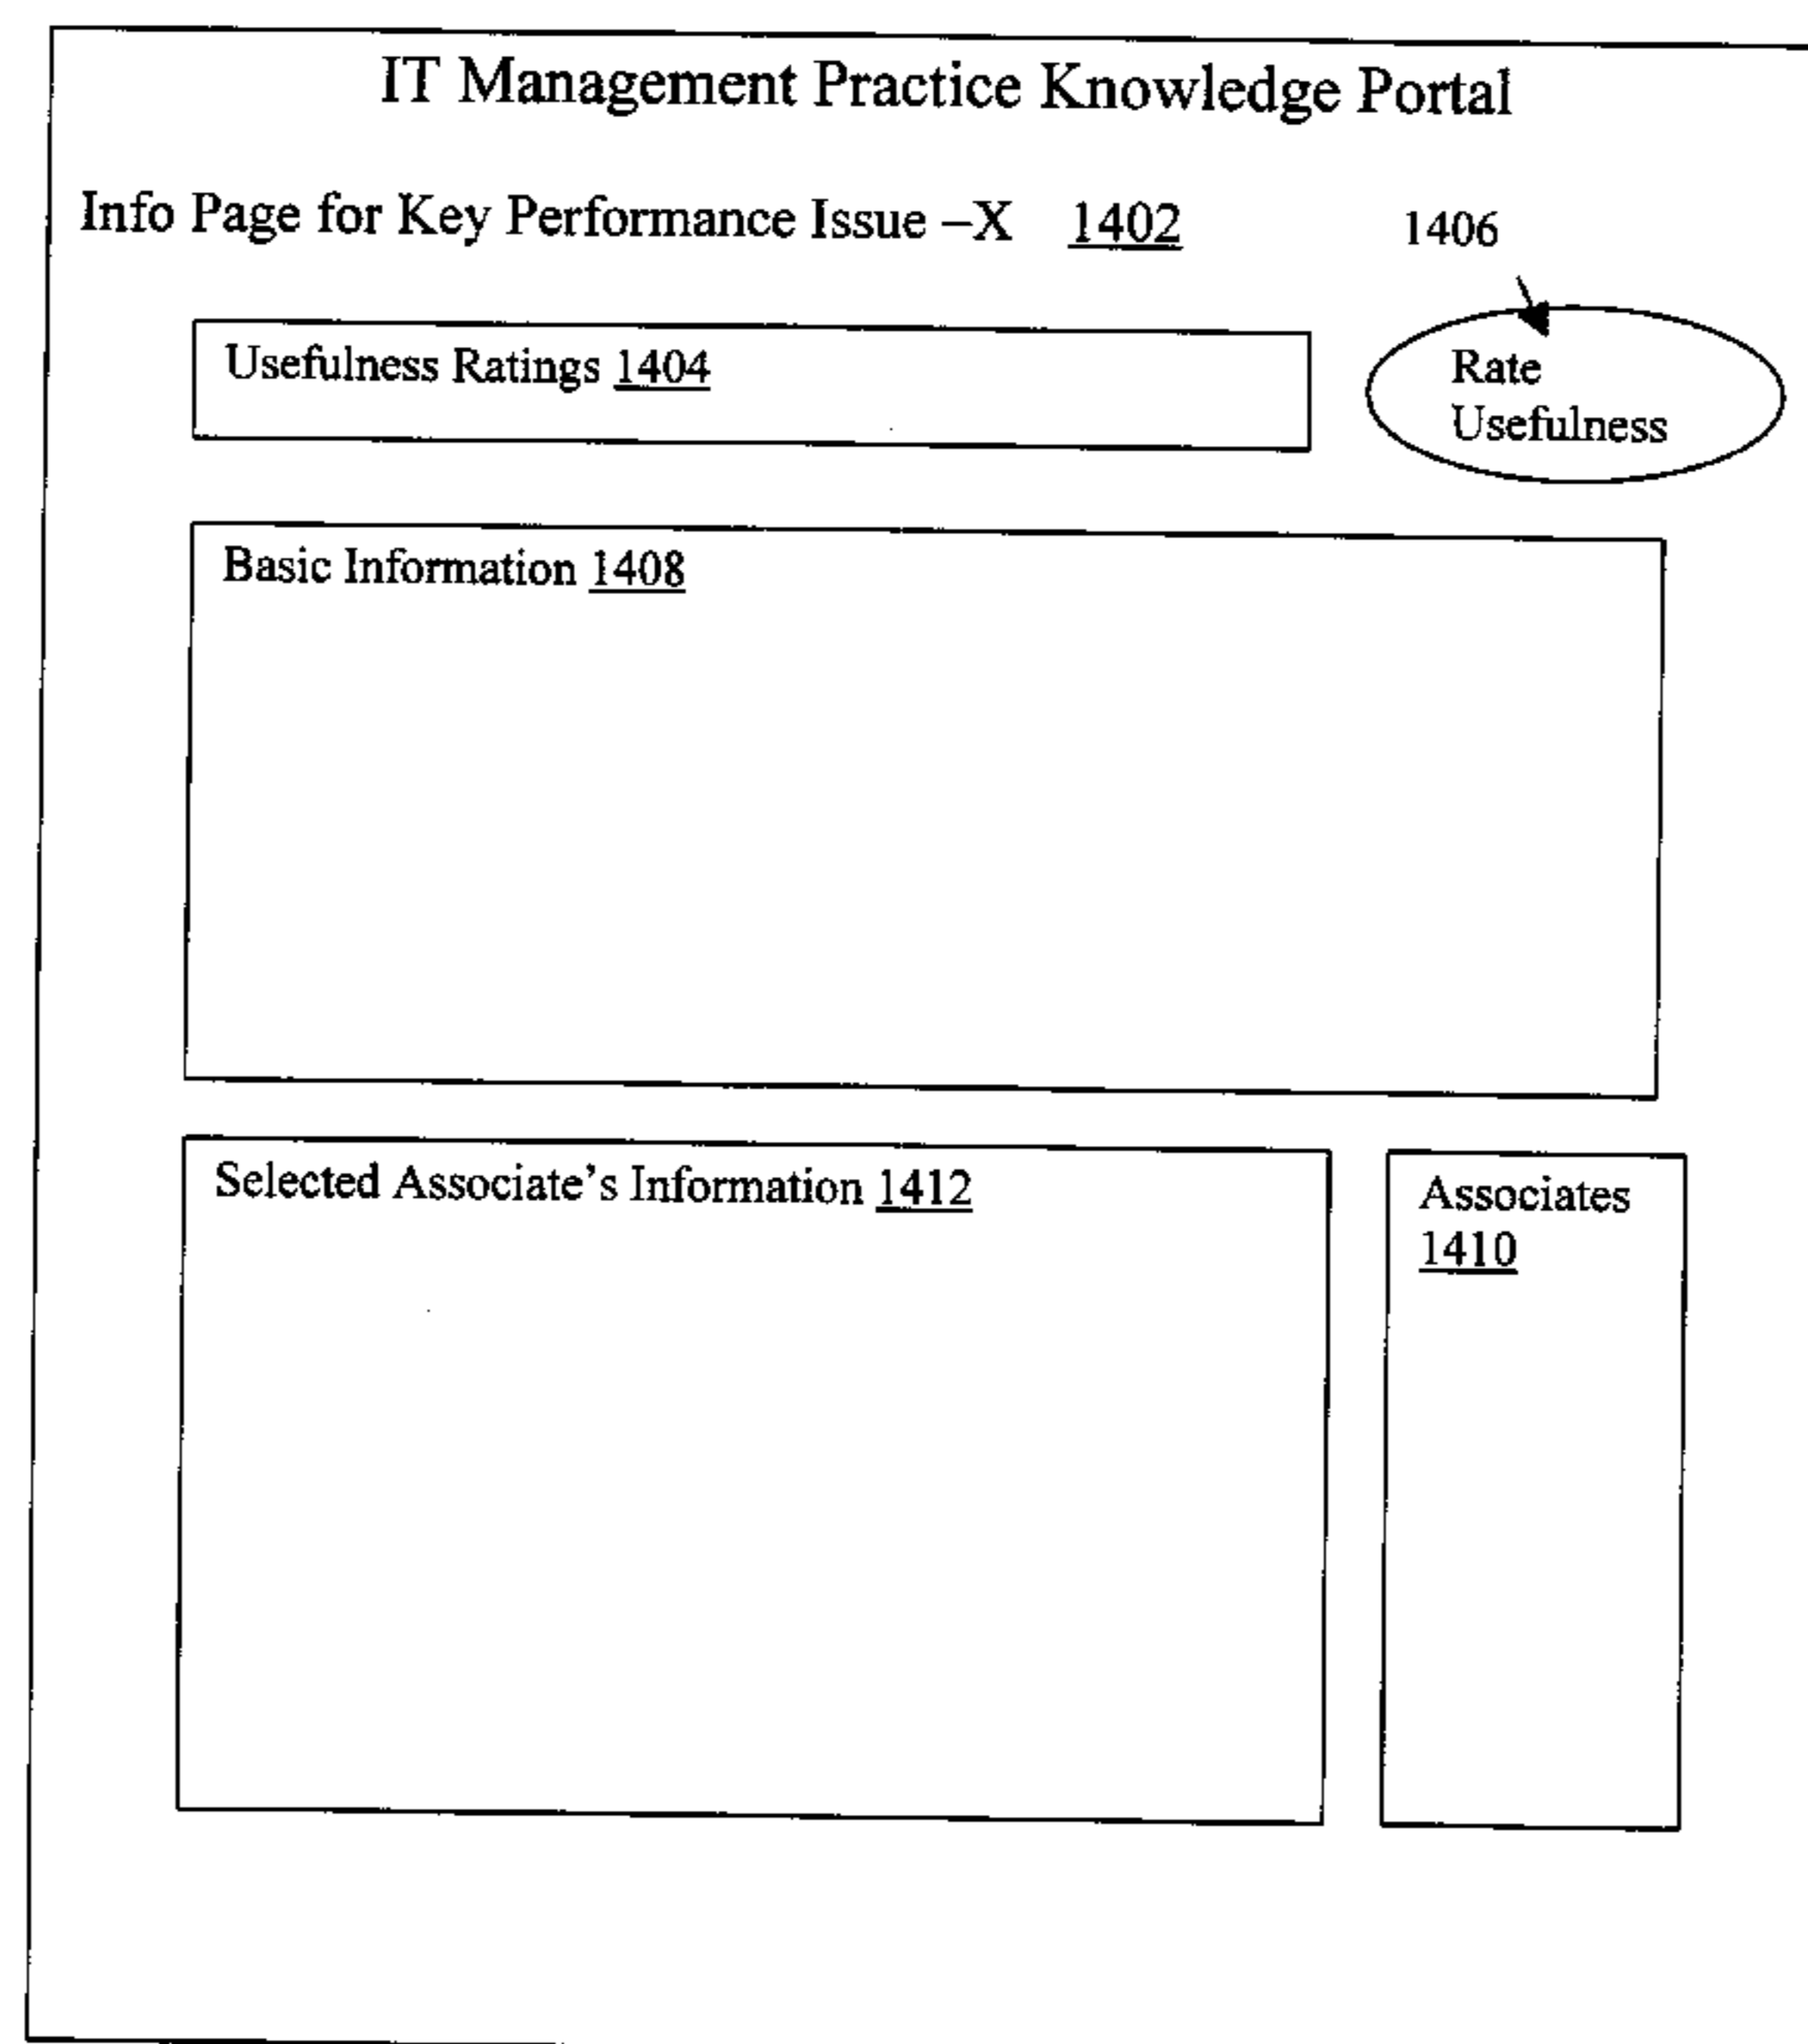 IT Management Practice Knowledge Portal
Info Page for Key Performance Issue –X 1402
1406
Usefulness Ratings 1404
Rate
Usefulness
Basic Information 1408
Selected Associate's Information 1412
Associates
1410